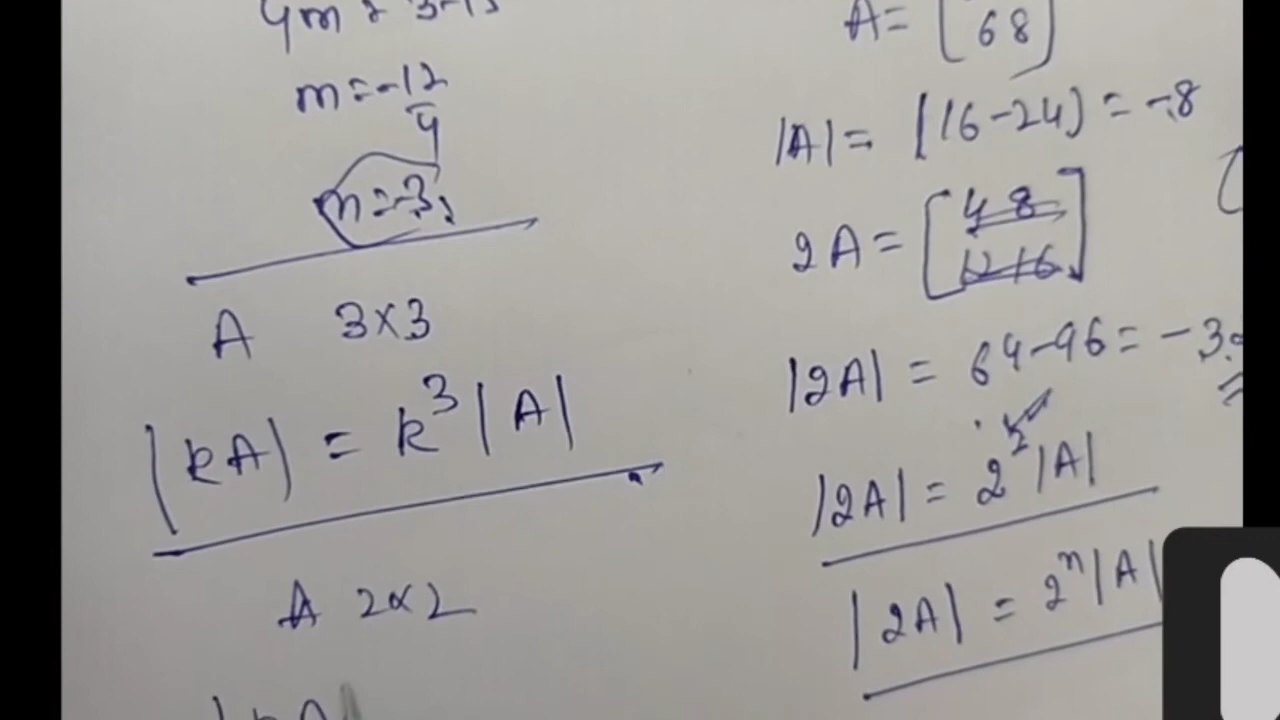 m = -12
4
m = -3
A 3×3
|kA| = k³ |A|
A 2×2
A = [
6 8 ]
|A| = [16-24) = -8
2A = [ 4 8
12 16 ]
|2A| = 64-96 = -3
|2A| = 2² |A|
|2A| = 2ⁿ |A|